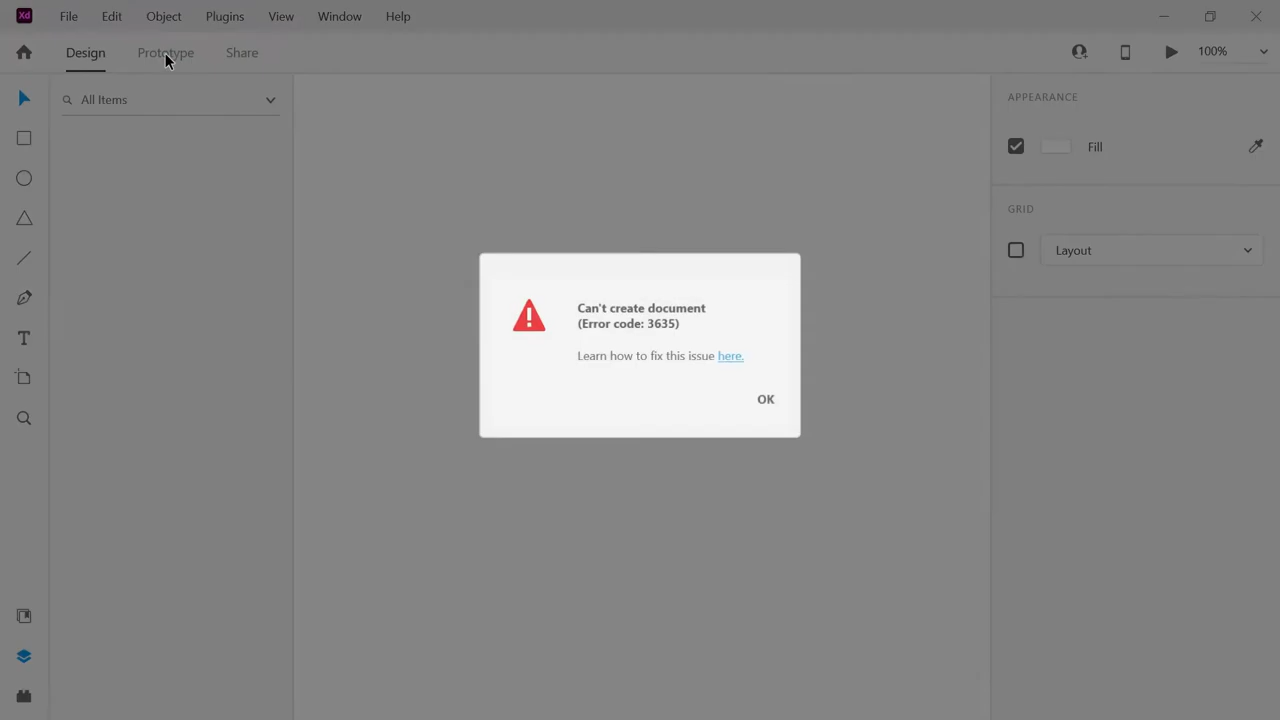 Xd File Edit Object Plugins View Window Help
Design Prototype Share 100%
All Items
APPEARANCE
Fill
GRID
Layout
T
Can't create document
(Error code: 3635)
Learn how to fix this issue here.
OK